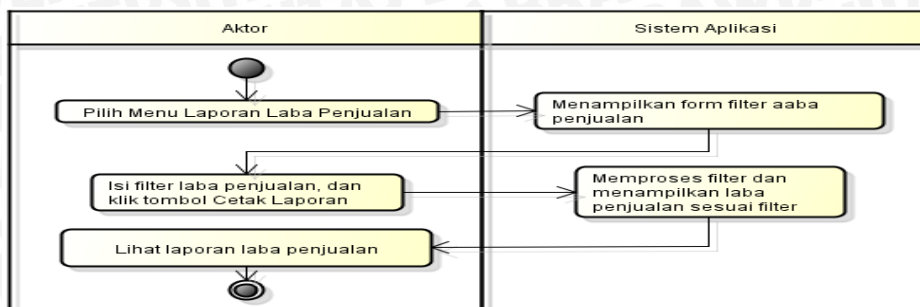 Aktor
Sistem Aplikasi
Pilih Menu Laporan Laba Penjualan
Menampilkan form filter aaba
penjualan
Isi filter laba penjualan, dan
klik tombol Cetak Laporan
Memproses filter dan
menampilkan laba
penjualan sesuai filter
Lihat laporan laba penjualan